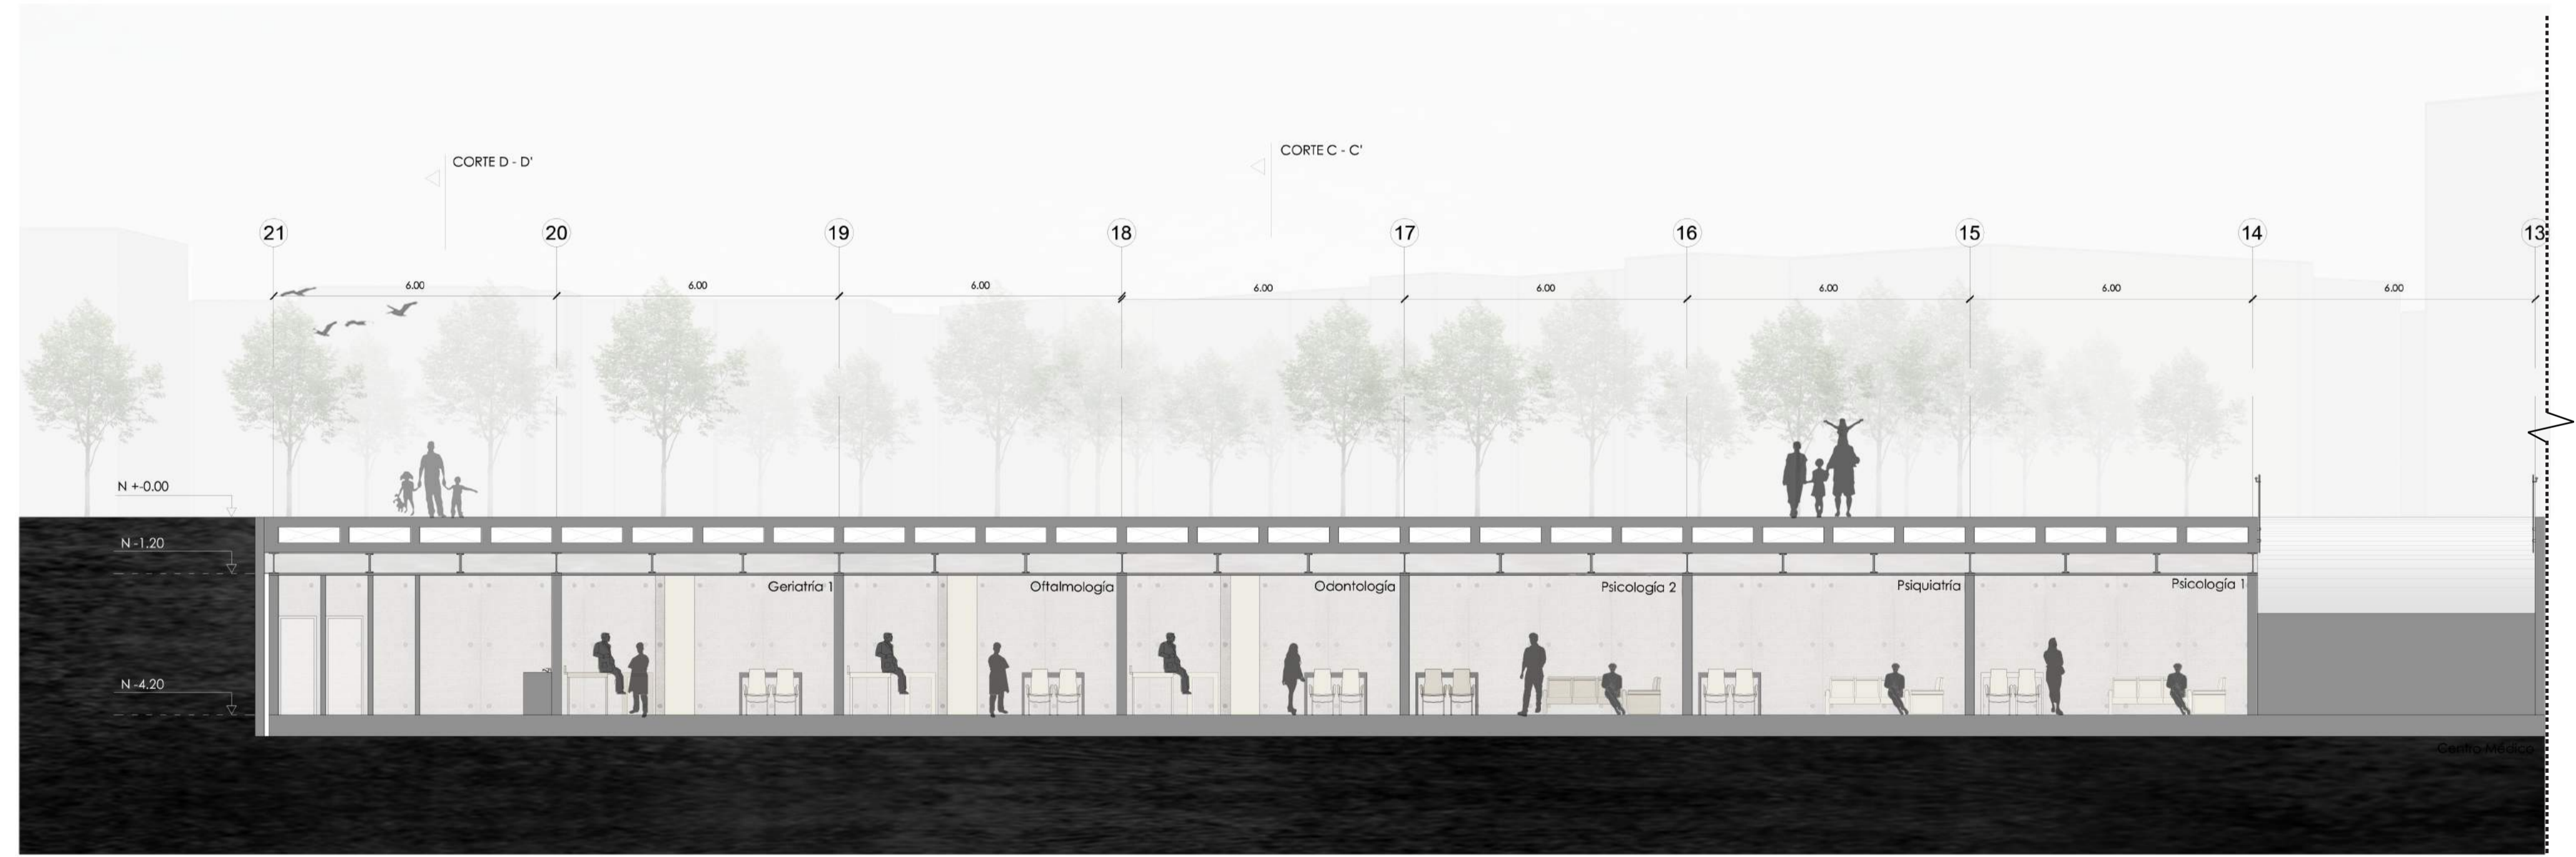 CORTE D - D'
CORTE C - C'
21
20
19
18
17
16
15
14
13
6.00
6.00
6.00
6.00
6.00
6.00
6.00
6.00
N +-0.00
N -1.20
Geriatría 1
Oftalmología
Odontología
Psicología 2
Psiquiatría
Psicología 1
N -4.20
Centro Médico